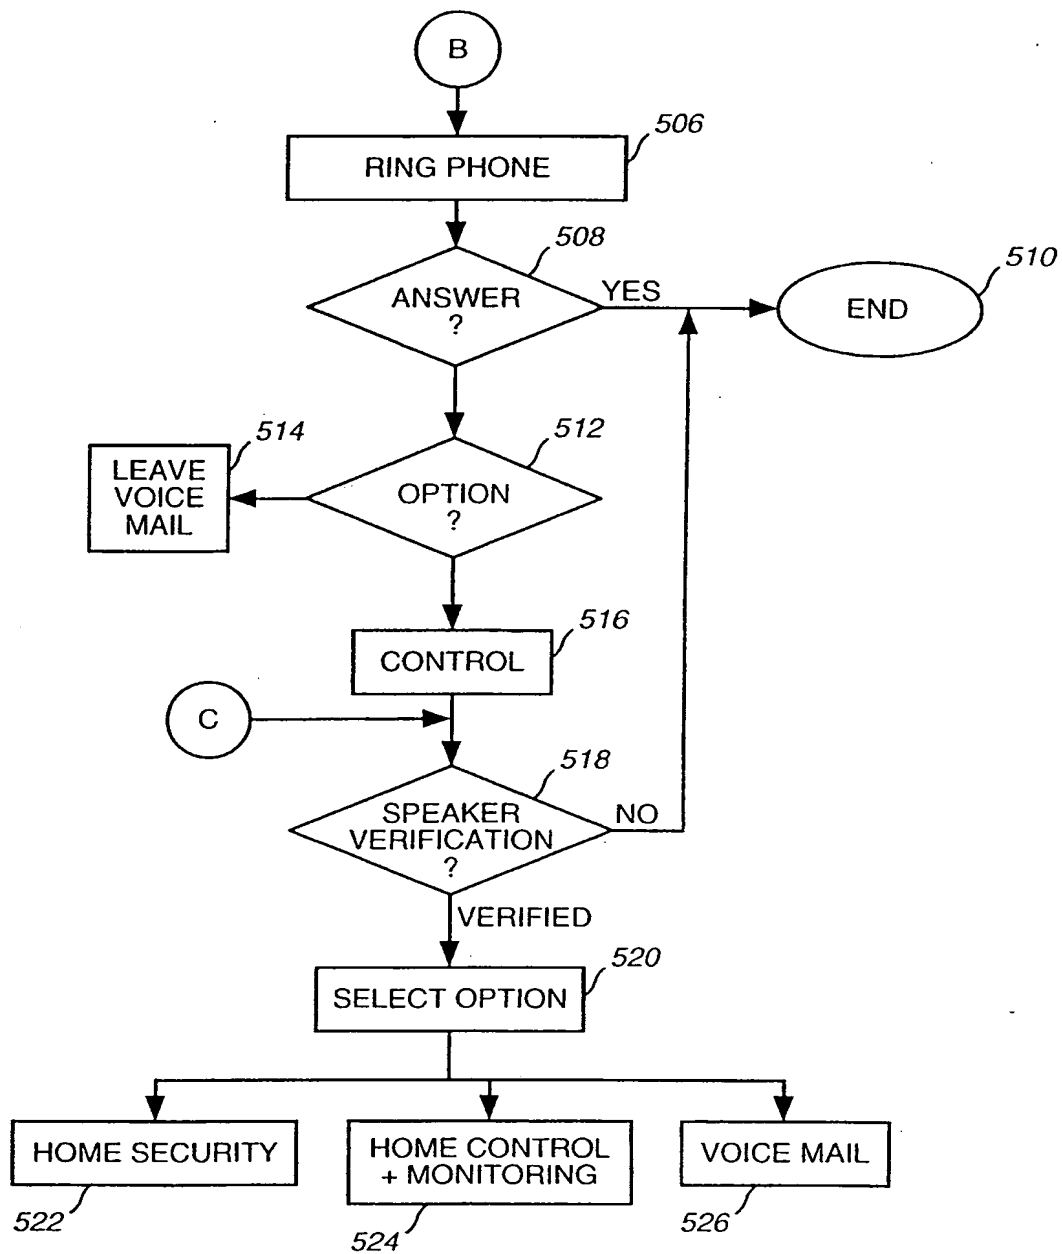 B
506
RING PHONE
508
510
ANSWER
?
YES
END
514
512
LEAVE
VOICE
MAIL
OPTION
?
516
CONTROL
C
518
SPEAKER
VERIFICATION
?
NO
VERIFIED
520
SELECT OPTION
HOME SECURITY
HOME CONTROL
+ MONITORING
VOICE MAIL
522
524
526